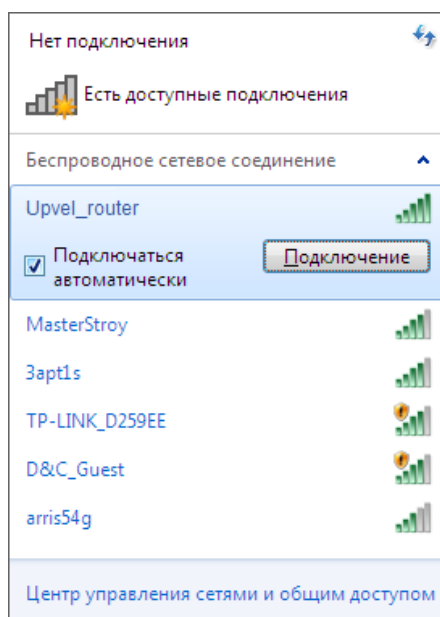 Нет подключения
Есть доступные подключения
Беспроводное сетевое соединение
Upvel_router
Подключаться
автоматически
Подключение
MasterStroy
3apt1s
TP-LINK_D259EE
D&C_Guest
arris54g
Центр управления сетями и общим доступом